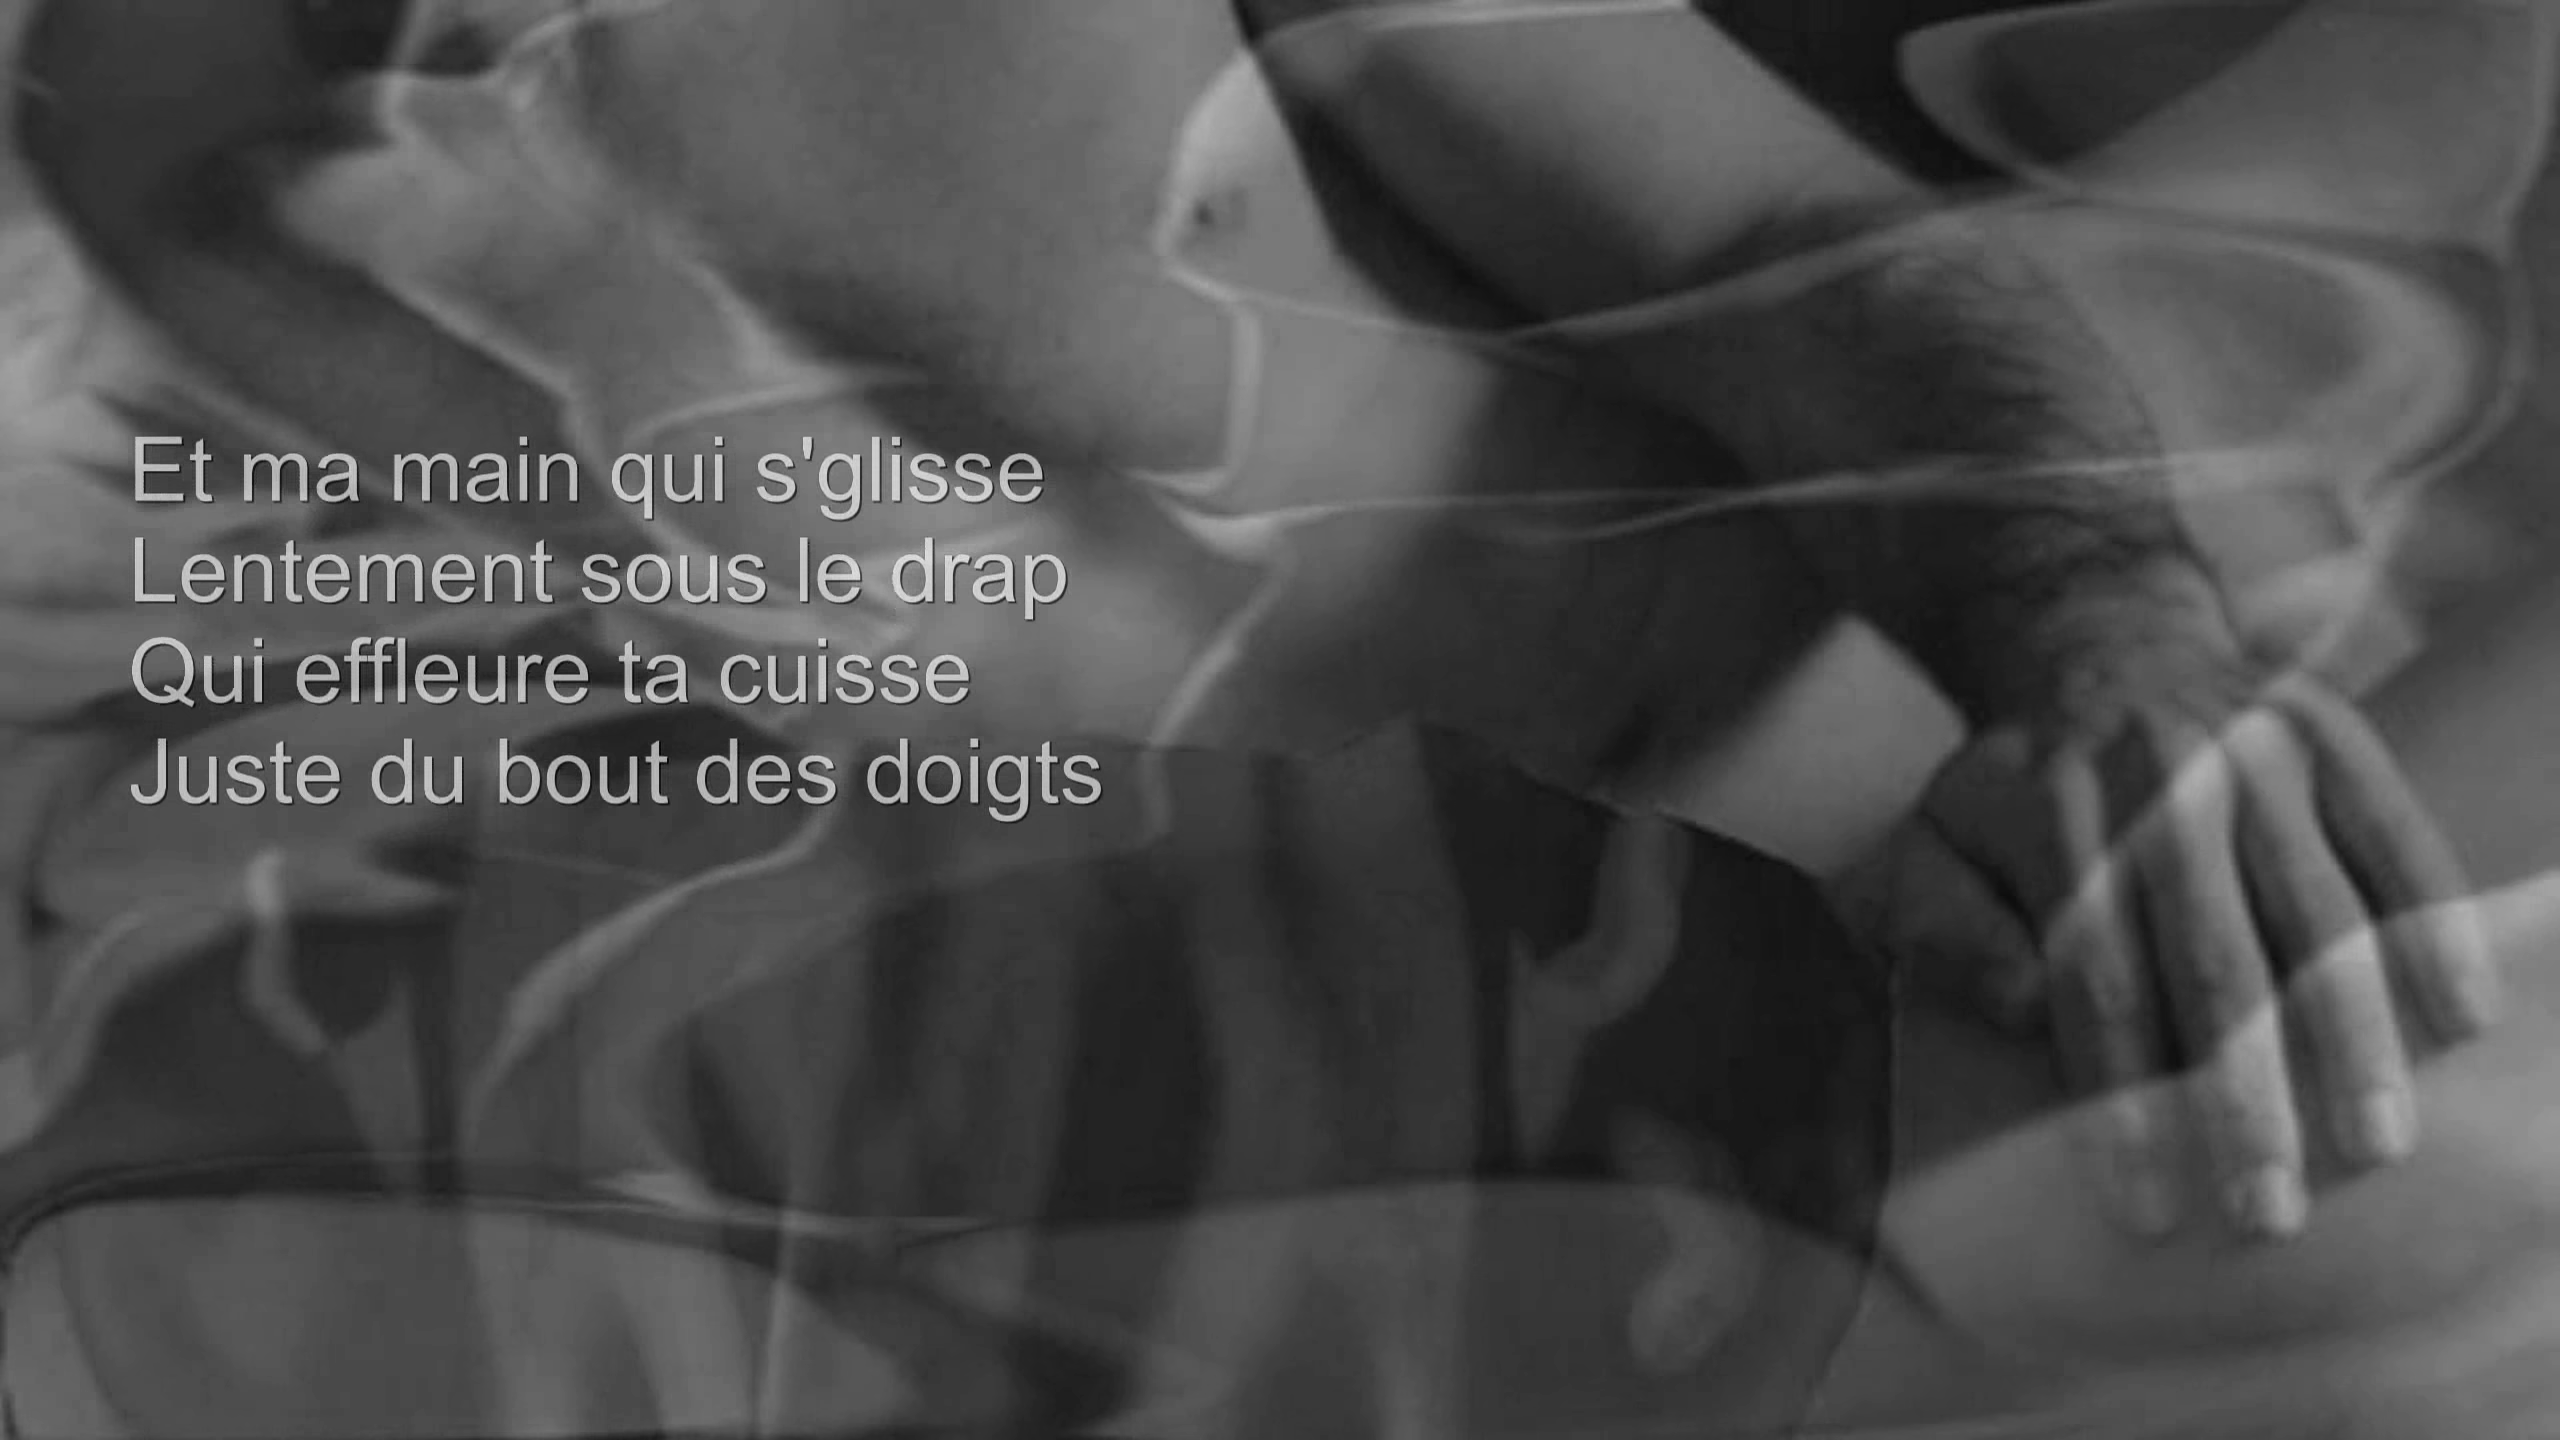 Et ma main qui s'glisse
Lentement sous le drap
Qui effleure ta cuisse
Juste du bout des doigts